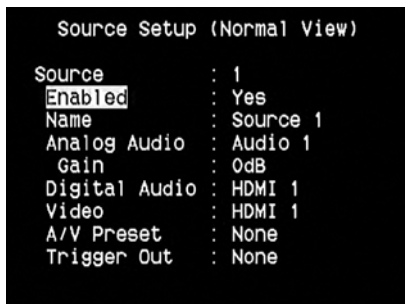 Source Setup (Normal View)
Source : 1
Enabled : Yes
Name : Source 1
Analog Audio : Audio 1
Gain : 0dB
Digital Audio : HDMI 1
Video : HDMI 1
A/V Preset : None
Trigger Out : None